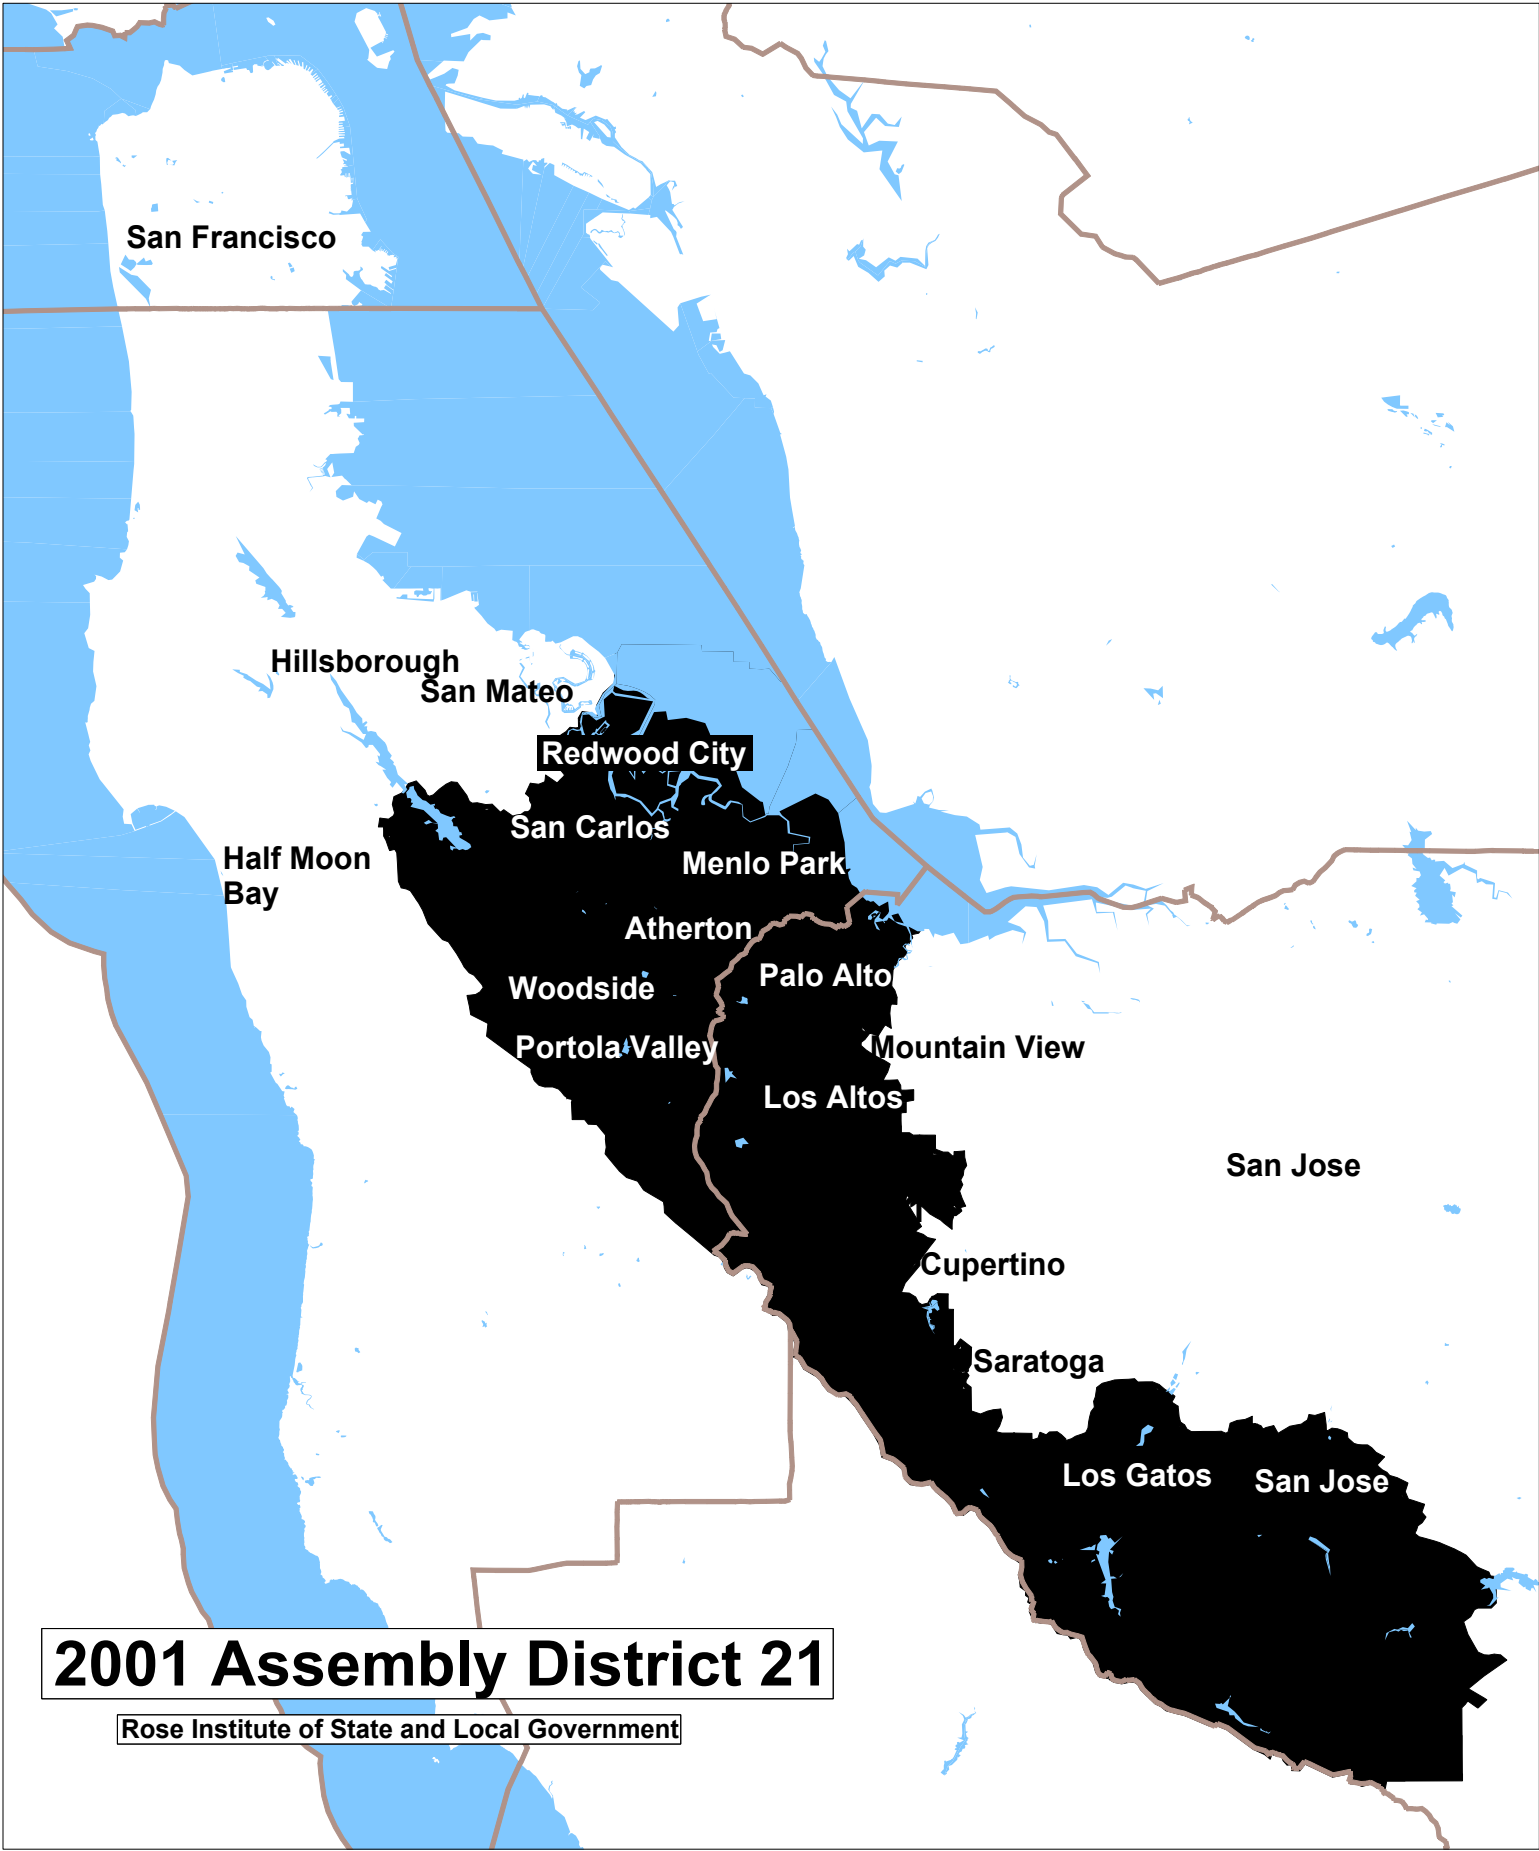 San Francisco
Hillsborough
San Mateo
Redwood City
San Carlos
Half Moon
Bay
Menlo Park
Atherton
Palo Alto
Woodside
Portola Valley
Mountain View
Los Altos
San Jose
Cupertino
Saratoga
Los Gatos
San Jose
2001 Assembly District 21
Rose Institute of State and Local Government